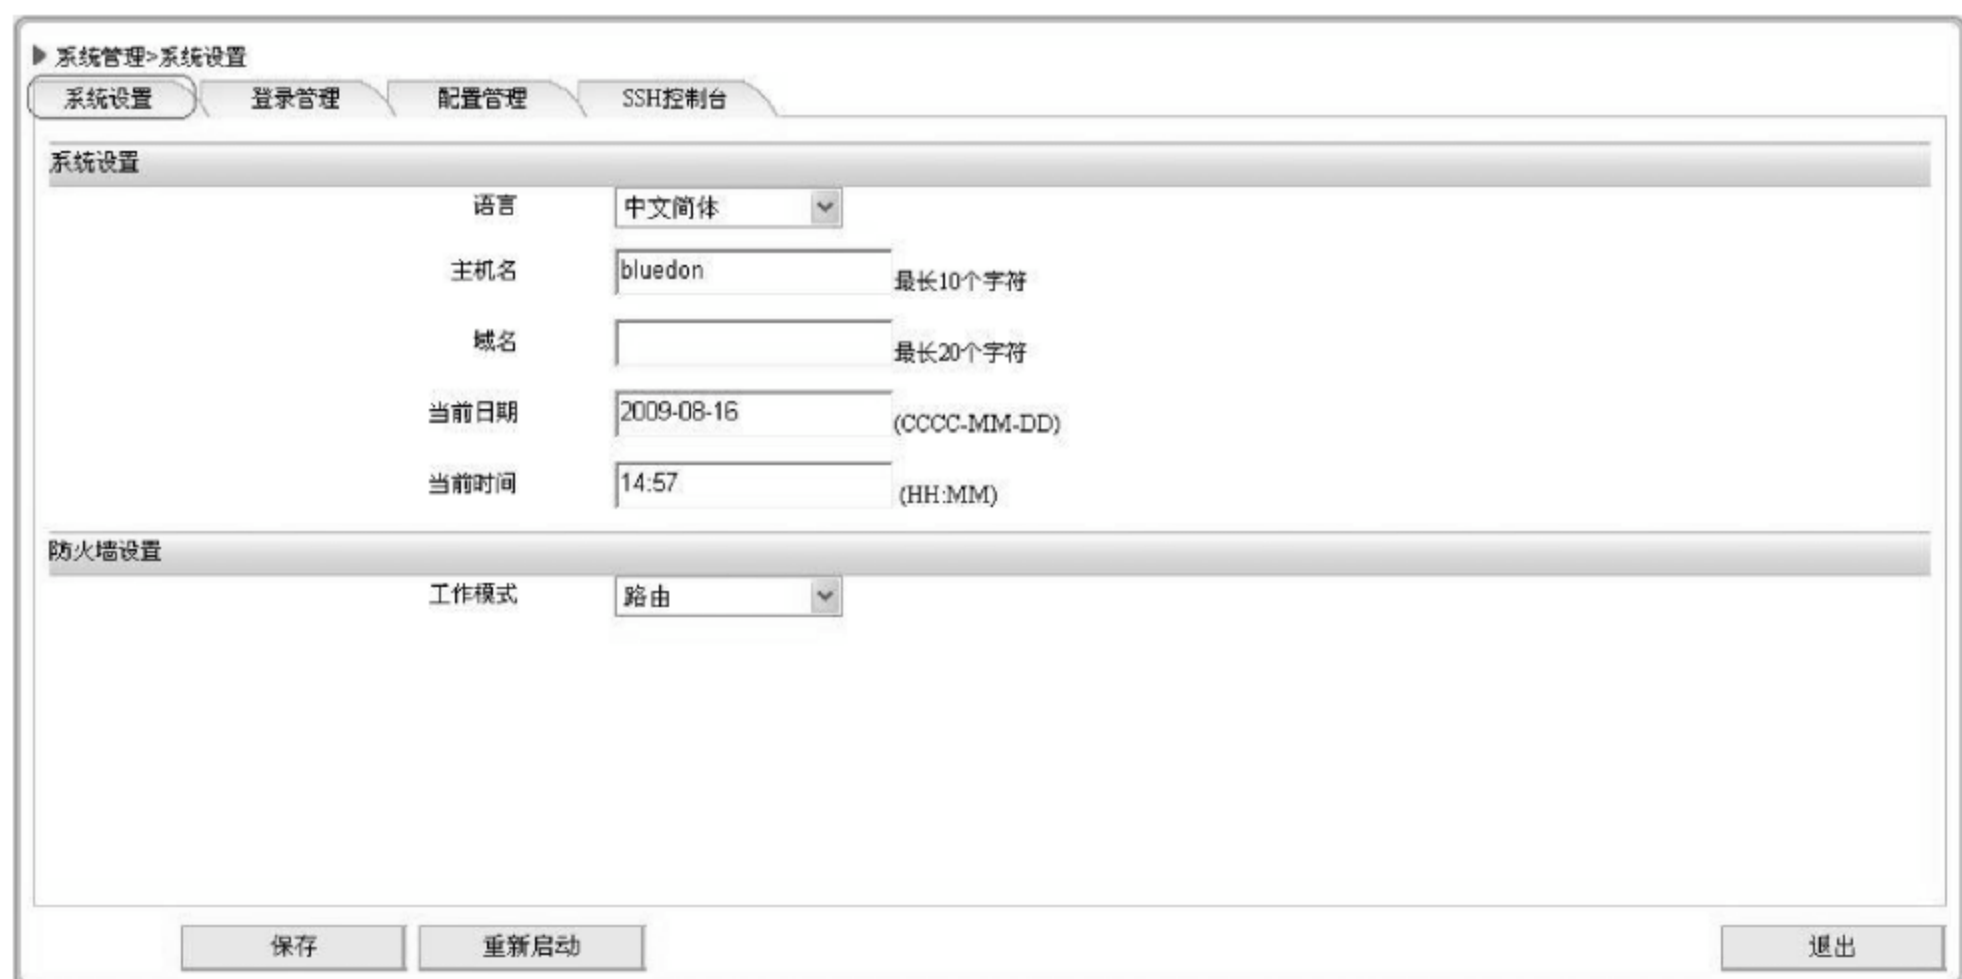 系统管理>系统设置
系统设置 登录管理 配置管理 SSH控制台
系统设置
语言 中文简体
主机名 bluedon 最长10个字符
域名 最长20个字符
当前日期 2009-08-16 (CCCC-MM-DD)
当前时间 14:57 (HH:MM)
防火墙设置
工作模式 路由
保存 重新启动 退出